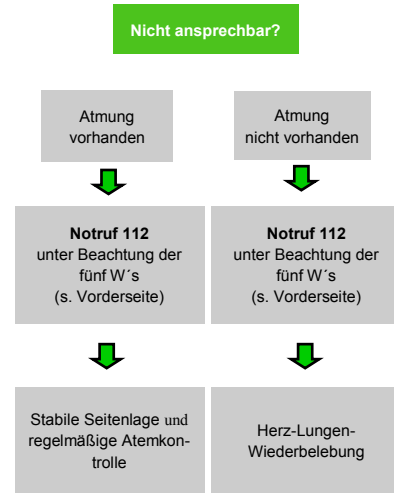 Nicht ansprechbar?
Atmung
vorhanden
Atmung
nicht vorhanden
Notruf 112
unter Beachtung der
fünf W´s
(s. Vorderseite)
Notruf 112
unter Beachtung der
fünf W´s
(s. Vorderseite)
Stabile Seitenlage und
regelmäßige Atemkon-
trolle
Herz-Lungen-
Wiederbelebung